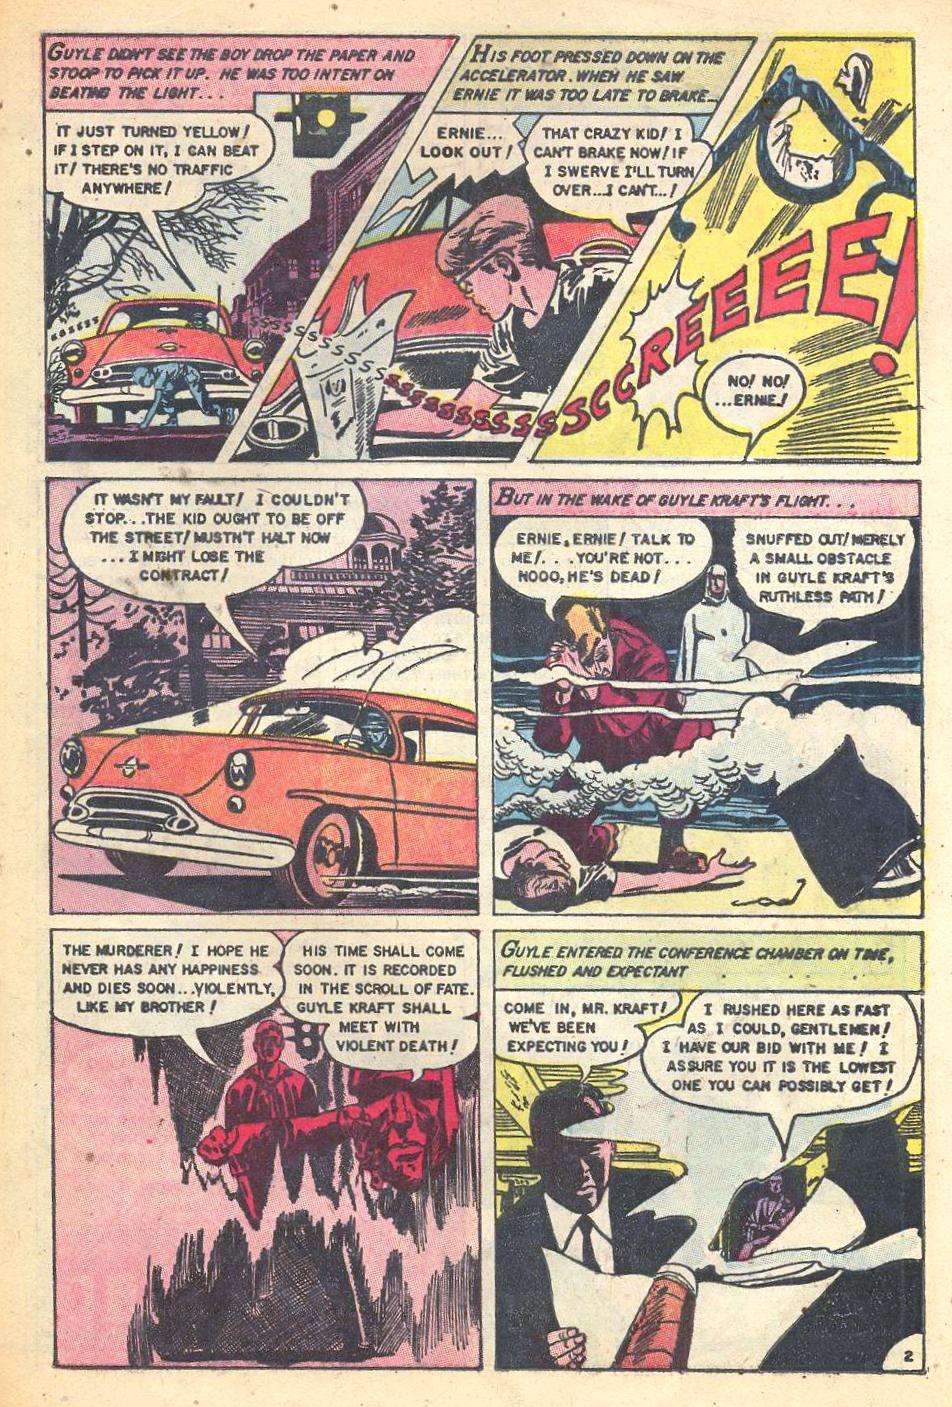 GUYLE DIDN'T SEE THE BOY DROP THE PAPER AND
STOOP TO PICK IT UP. HE WAS TOO INTENT ON
BEATING THE LIGHT...
IT JUST TURNED YELLOW!
IF I STEP ON IT, I CAN BEAT
IT! THERE'S NO TRAFFIC
ANYWHERE!
HIS FOOT PRESSED DOWN ON THE
ACCELERATOR. WHEN HE SAW
ERNIE IT WAS TOO LATE TO BRAKE...
ERNIE...
LOOK OUT!
THAT CRAZY KID! I
CAN'T BRAKE NOW! IF
I SWERVE I'LL TURN
OVER...I CAN'T...!
SSSSSSSSSSSSSSSSSSSSSSSCCCREEEEEE!
NO! NO!
...ERNIE!
IT WASN'T MY FAULT! I COULDN'T
STOP...THE KID OUGHT TO BE OFF
THE STREET! MUSTN'T HALT NOW
...I MIGHT LOSE THE
CONTRACT!
BUT IN THE WAKE OF GUYLE KRAFT'S FLIGHT...
ERNIE, ERNIE! TALK TO
ME!...YOU'RE NOT...
NOOO, HE'S DEAD!
SNUFFED OUT! MERELY
A SMALL OBSTACLE
IN GUYLE KRAFT'S
RUTHLESS PATH!
THE MURDERER! I HOPE HE
NEVER HAS ANY HAPPINESS
AND DIES SOON...VIOLENTLY,
LIKE MY BROTHER!
HIS TIME SHALL COME
SOON. IT IS RECORDED
IN THE SCROLL OF FATE.
GUYLE KRAFT SHALL
MEET WITH
VIOLENT DEATH!
GUYLE ENTERED THE CONFERENCE CHAMBER ON TIME,
FLUSHED AND EXPECTANT . . .
COME IN, MR. KRAFT!
WE'VE BEEN
EXPECTING YOU!
I RUSHED HERE AS FAST
AS I COULD, GENTLEMEN!
I HAVE OUR BID WITH ME! I
ASSURE YOU IT IS THE LOWEST
ONE YOU CAN POSSIBLY GET!
2